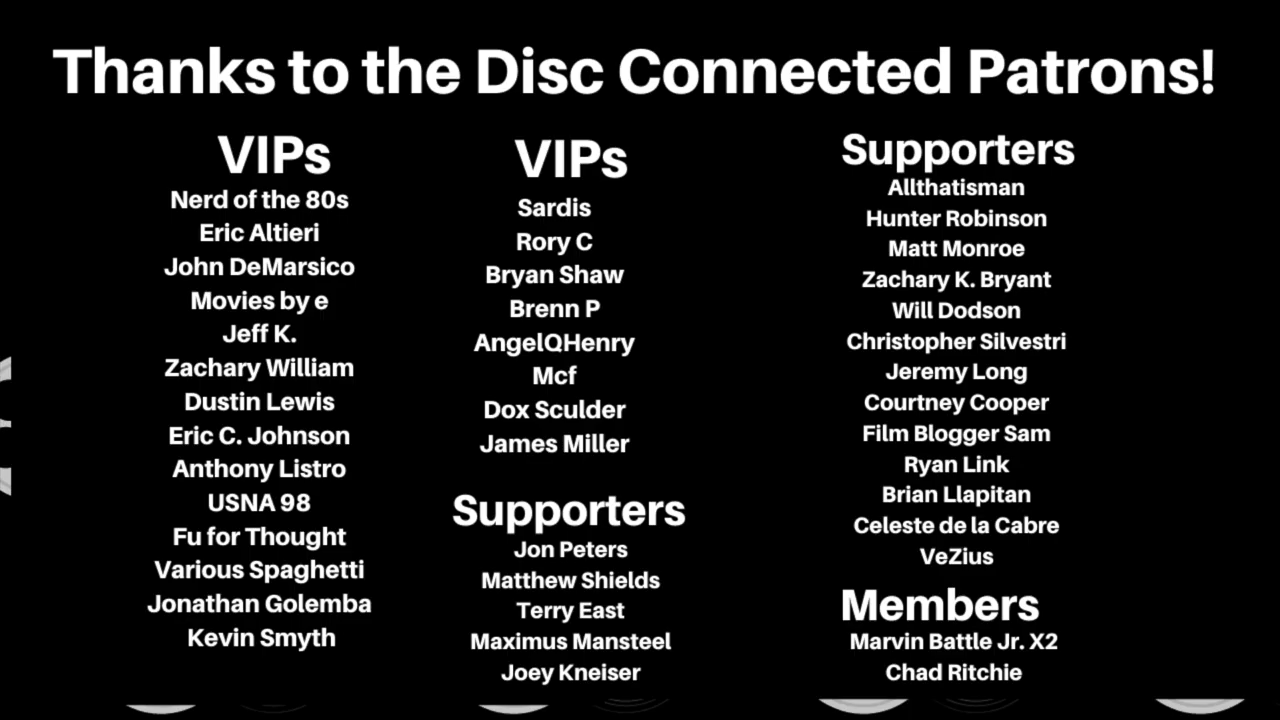 Thanks to the Disc Connected Patrons!
VIPs
Nerd of the 80s
Eric Altieri
John DeMarsico
Movies by e
Jeff K.
Zachary William
Dustin Lewis
Eric C. Johnson
Anthony Listro
USNA 98
Fu for Thought
Various Spaghetti
Jonathan Golemba
Kevin Smyth
VIPs
Sardis
Rory C
Bryan Shaw
Brenn P
AngelQHenry
Mcf
Dox Sculder
James Miller
Supporters
Jon Peters
Matthew Shields
Terry East
Maximus Mansteel
Joey Kneiser
Supporters
Allthatisman
Hunter Robinson
Matt Monroe
Zachary K. Bryant
Will Dodson
Christopher Silvestri
Jeremy Long
Courtney Cooper
Film Blogger Sam
Ryan Link
Brian Llapitan
Celeste de la Cabre
VeZius
Members
Marvin Battle Jr. X2
Chad Ritchie